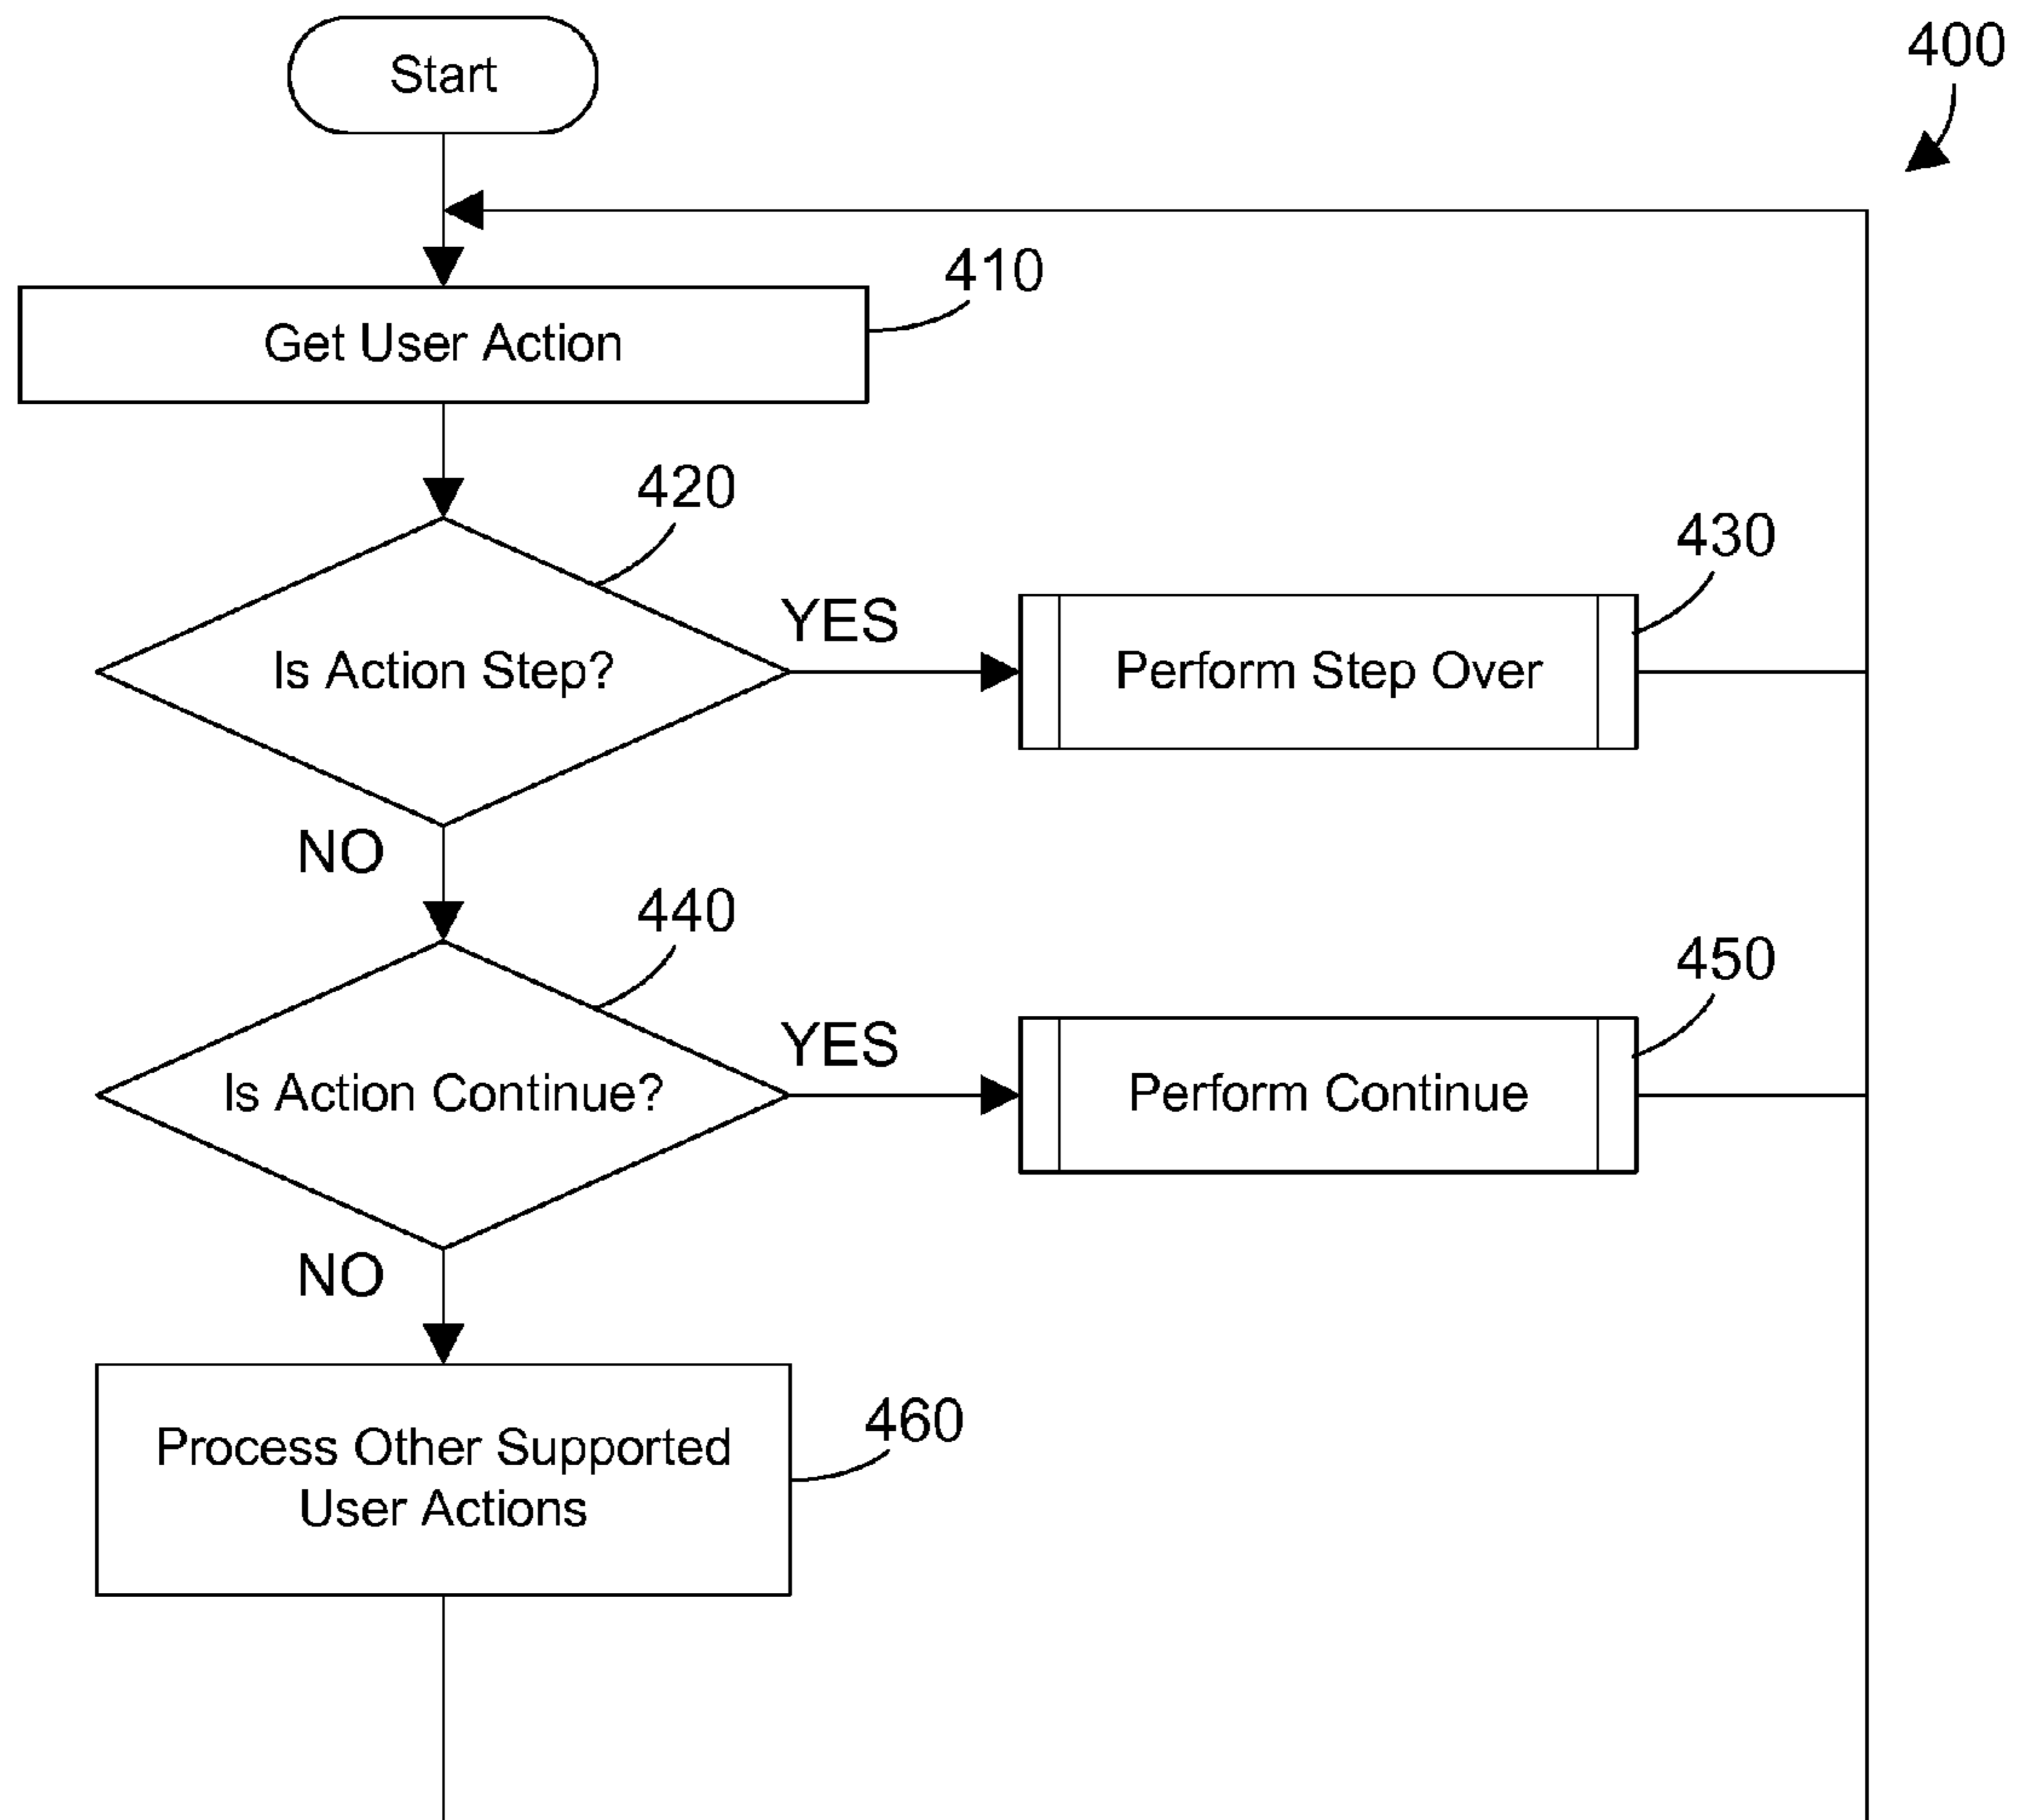 Start
400
410
Get User Action
420
430
YES
Is Action Step?
Perform Step Over
NO
440
450
YES
Is Action Continue?
Perform Continue
NO
460
Process Other Supported
User Actions